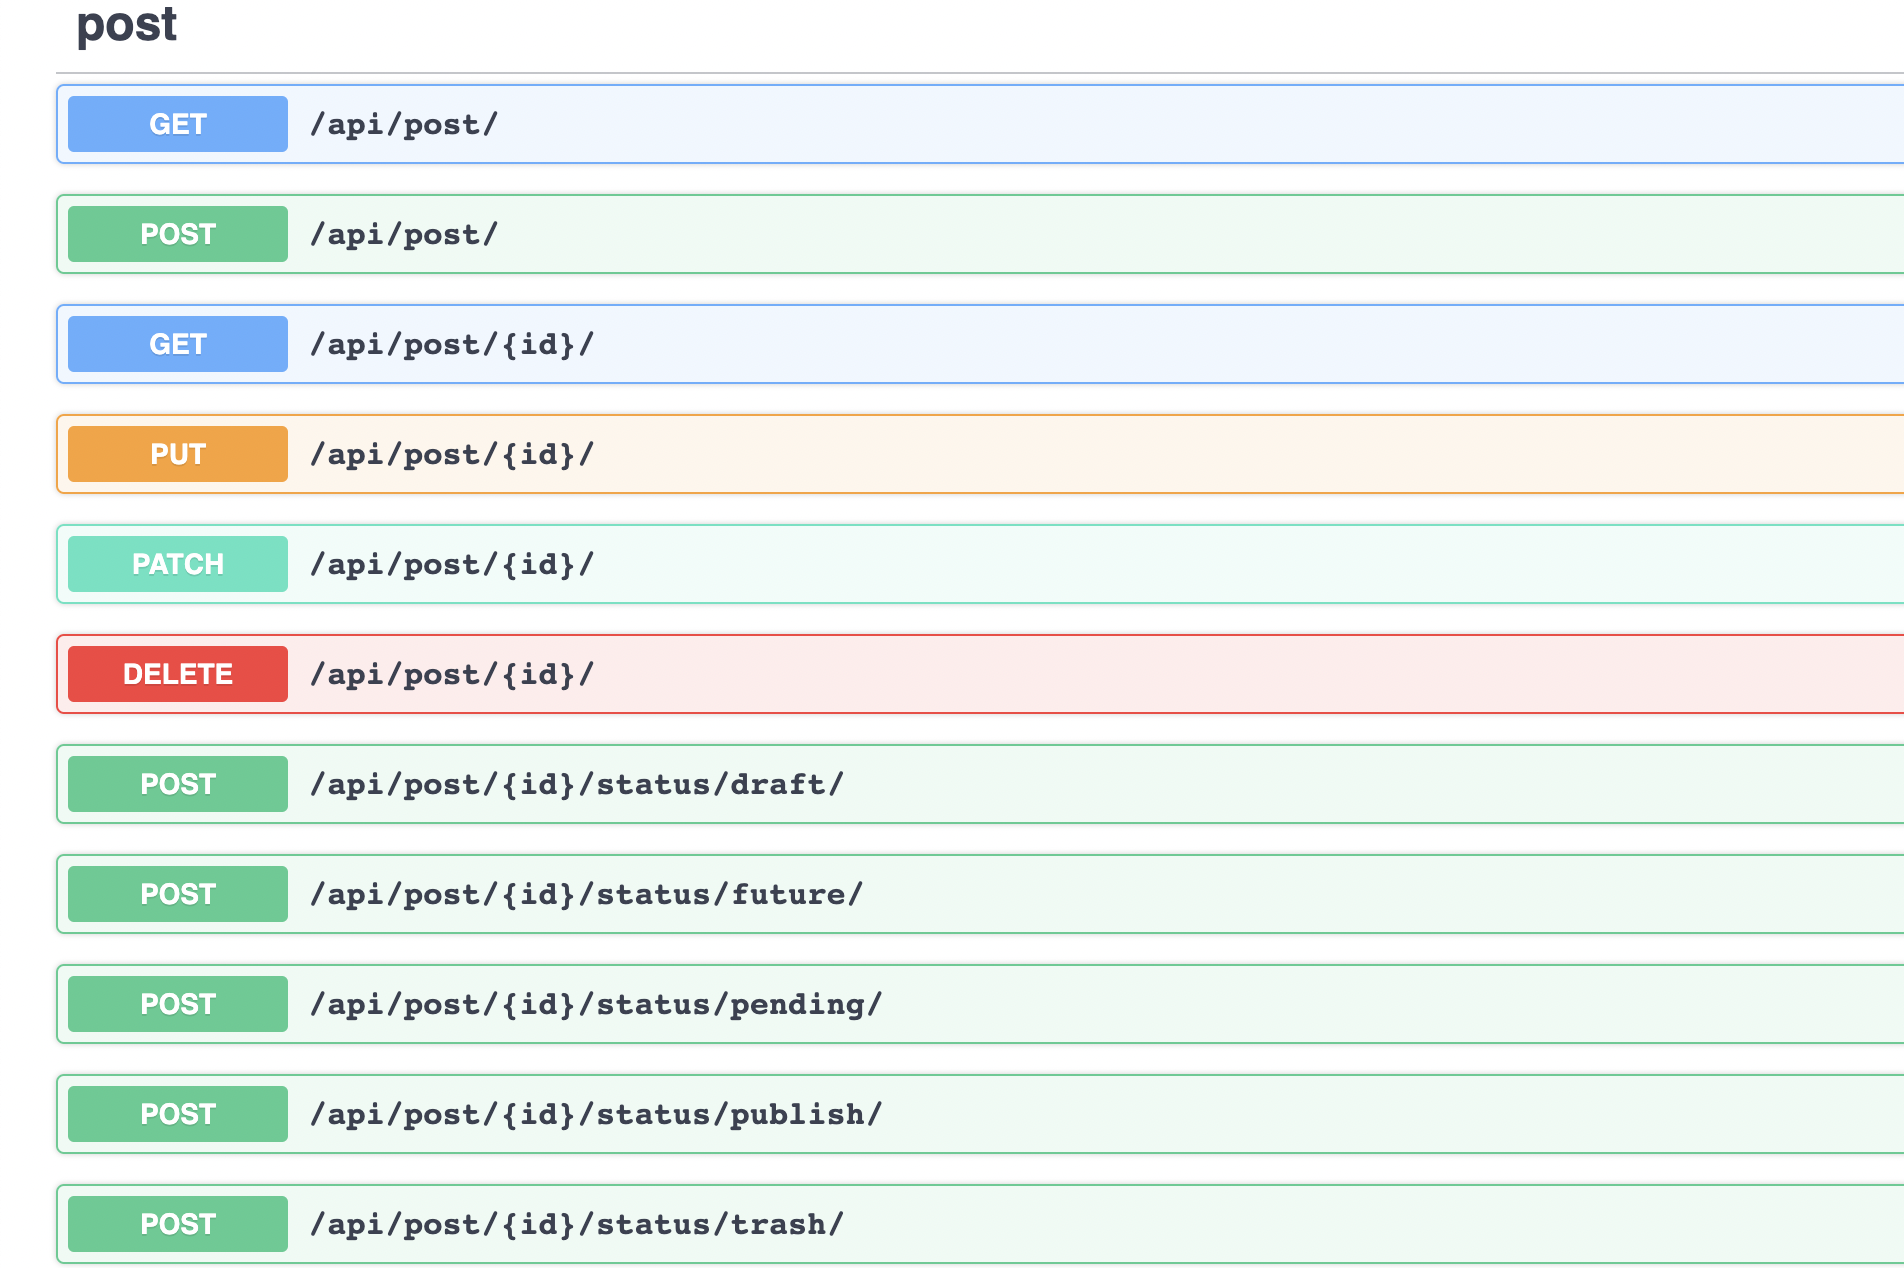 post
GET /api/post/
POST /api/post/
GET /api/post/{id}/
PUT /api/post/{id}/
PATCH /api/post/{id}/
DELETE /api/post/{id}/
POST /api/post/{id}/status/draft/
POST /api/post/{id}/status/future/
POST /api/post/{id}/status/pending/
POST /api/post/{id}/status/publish/
POST /api/post/{id}/status/trash/